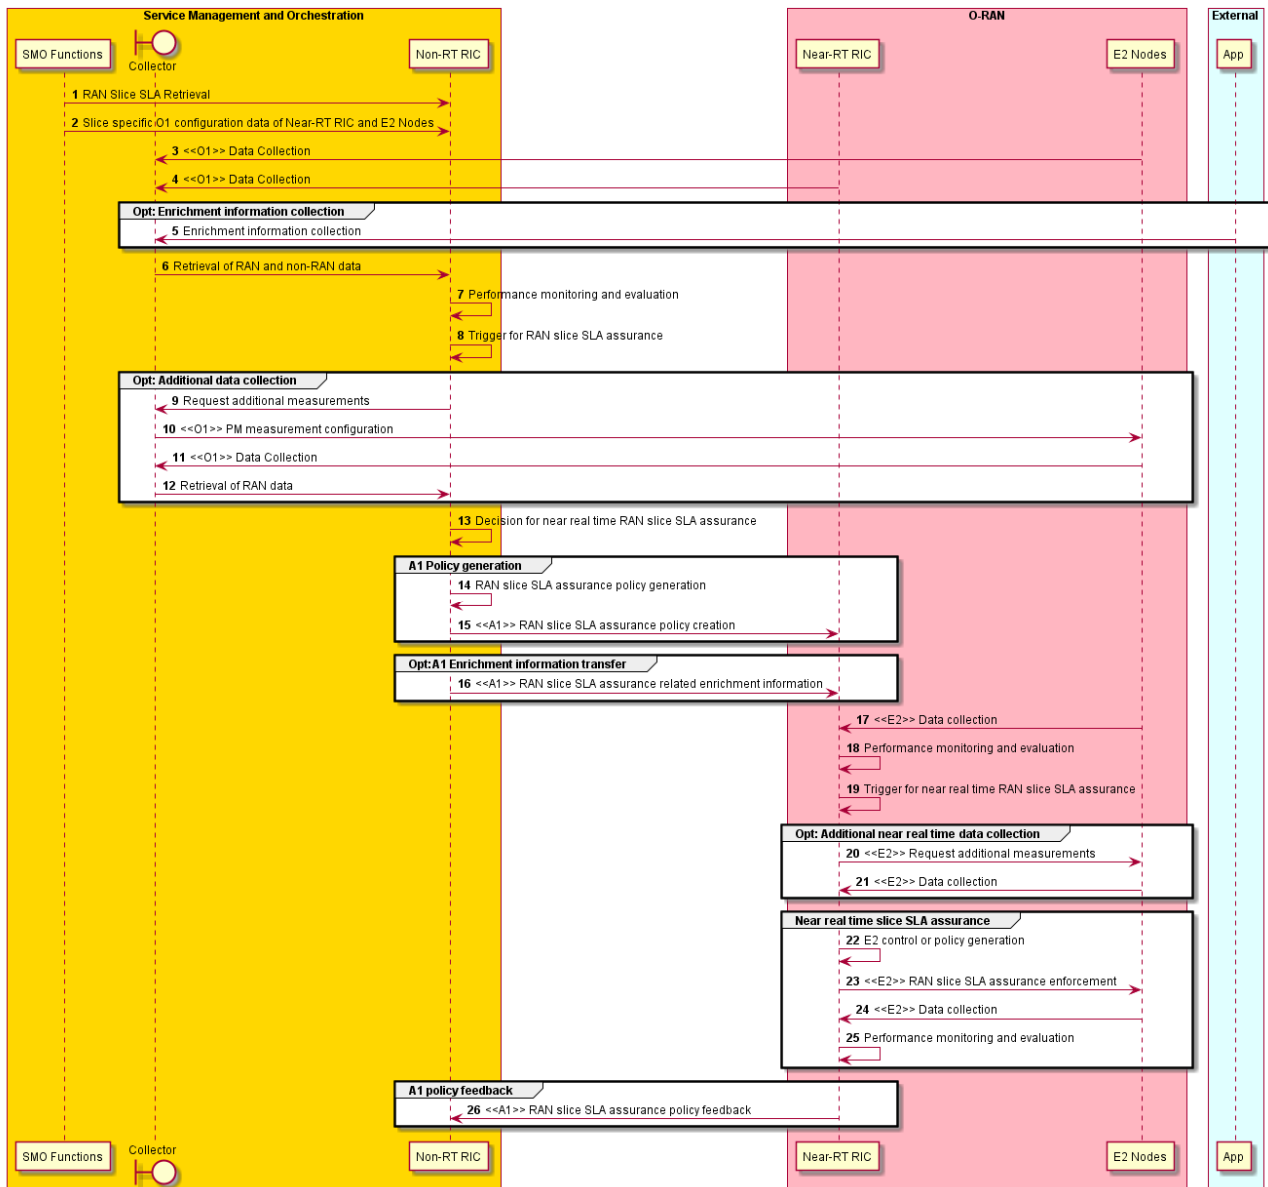 Service Management and Orchestration
O-RAN
External
SMO Functions
Collector
Non-RT RIC
Near-RT RIC
E2 Nodes
App
1 RAN Slice SLA Retrieval
2 Slice specific O1 configuration data of Near-RT RIC and E2 Nodes
3 <<O1>> Data Collection
4 <<O1>> Data Collection
Opt: Enrichment information collection
5 Enrichment information collection
6 Retrieval of RAN and non-RAN data
7 Performance monitoring and evaluation
8 Trigger for RAN slice SLA assurance
Opt: Additional data collection
9 Request additional measurements
10 <<O1>> PM measurement configuration
11 <<O1>> Data Collection
12 Retrieval of RAN data
13 Decision for near real time RAN slice SLA assurance
A1 Policy generation
14 RAN slice SLA assurance policy generation
15 <<A1>> RAN slice SLA assurance policy creation
Opt:A1 Enrichment information transfer
16 <<A1>> RAN slice SLA assurance related enrichment information
17 <<E2>> Data collection
18 Performance monitoring and evaluation
19 Trigger for near real time RAN slice SLA assurance
Opt: Additional near real time data collection
20 <<E2>> Request additional measurements
21 <<E2>> Data collection
Near real time slice SLA assurance
22 E2 control or policy generation
23 <<E2>> RAN slice SLA assurance enforcement
24 <<E2>> Data collection
25 Performance monitoring and evaluation
A1 policy feedback
26 <<A1>> RAN slice SLA assurance policy feedback
SMO Functions
Collector
Non-RT RIC
Near-RT RIC
E2 Nodes
App